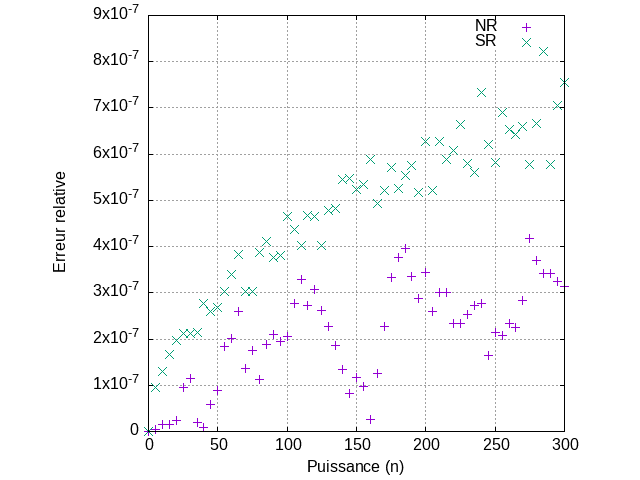 9x10⁻⁷
8x10⁻⁷
7x10⁻⁷
6x10⁻⁷
5x10⁻⁷
4x10⁻⁷
3x10⁻⁷
2x10⁻⁷
1x10⁻⁷
0
Erreur relative
NR
SR
0 50 100 150 200 250 300
Puissance (n)